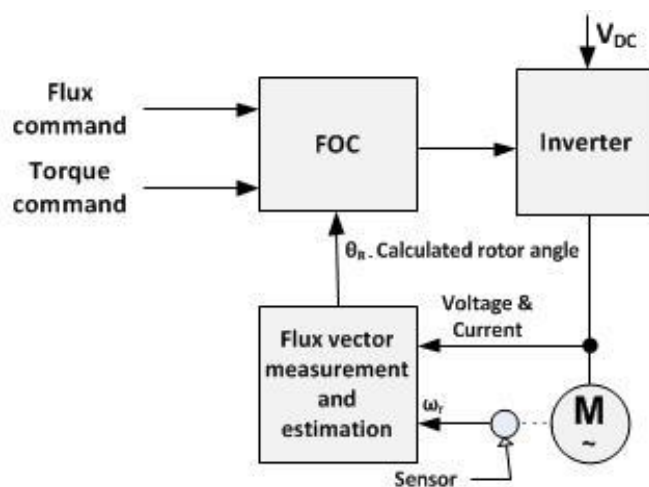 V_DC
Flux
command
FOC
Inverter
Torque
command
θ_R - Calculated rotor angle
Voltage &
Current
Flux vector
measurement
and
estimation
ω_r
M
~
Sensor